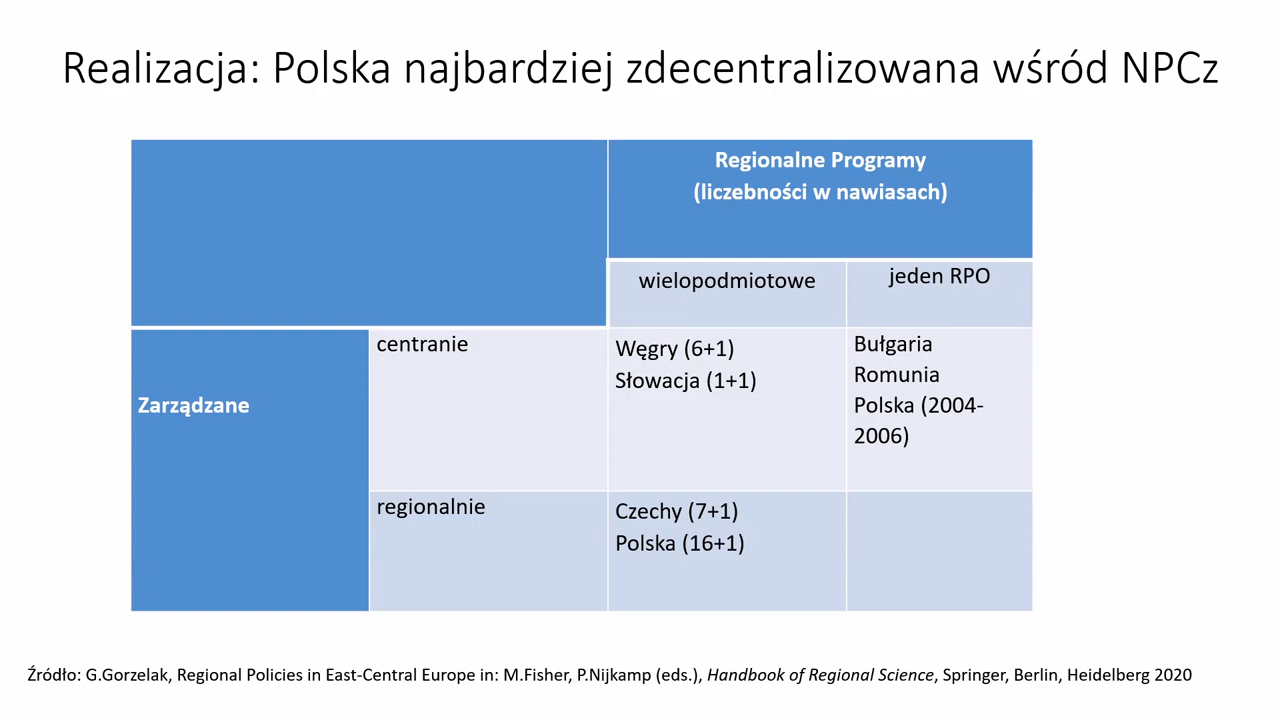 Realizacja: Polska najbardziej zdecentralizowana wśród NPCz
Regionalne Programy
(liczebności w nawiasach)
wielopodmiotowe
jeden RPO
Zarządzane
centranie
Węgry (6+1)
Słowacja (1+1)
Bułgaria
Romunia
Polska (2004-
2006)
regionalnie
Czechy (7+1)
Polska (16+1)
Źródło: G.Gorzelak, Regional Policies in East-Central Europe in: M.Fisher, P.Nijkamp (eds.), Handbook of Regional Science, Springer, Berlin, Heidelberg 2020